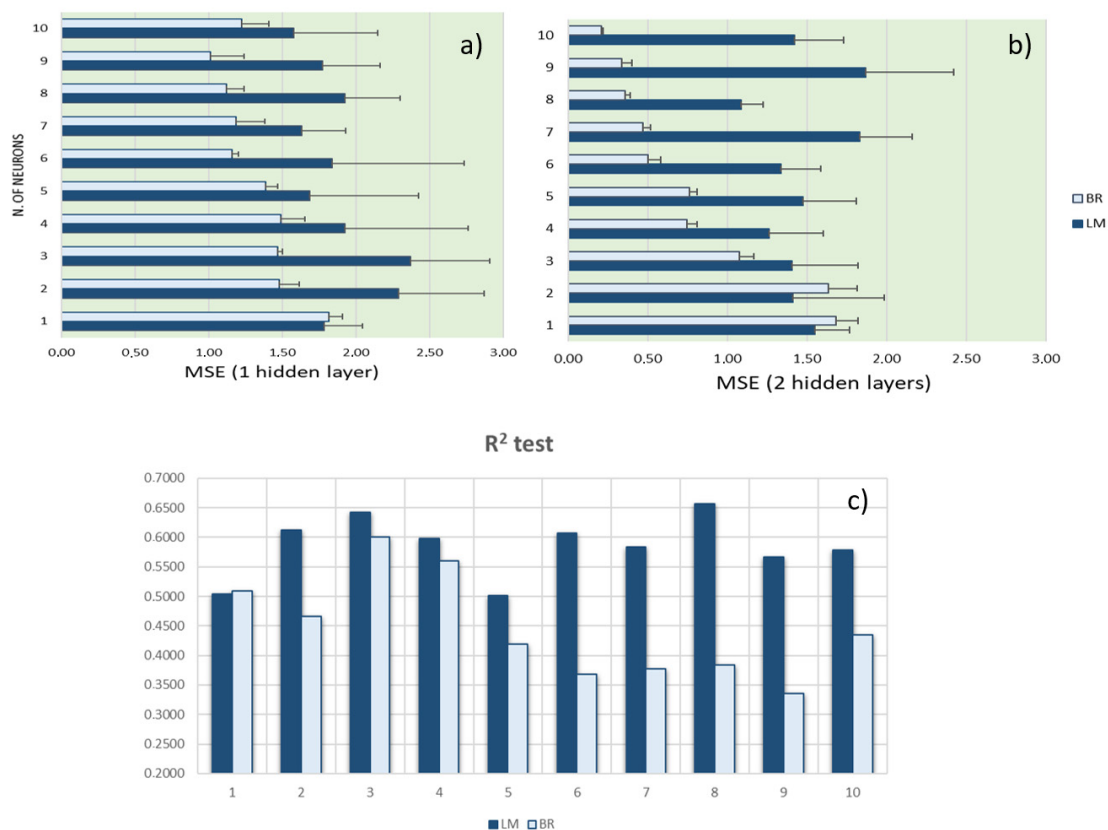 a)
N. OF NEURONS
10
9
8
7
6
5
4
3
2
1
0.00 0.50 1.00 1.50 2.00 2.50 3.00
MSE (1 hidden layer)
b)
10
9
8
7
6
5
4
3
2
1
0.00 0.50 1.00 1.50 2.00 2.50 3.00
MSE (2 hidden layers)
BR
LM
R² test
c)
0.7000
0.6500
0.6000
0.5500
0.5000
0.4500
0.4000
0.3500
0.3000
0.2500
0.2000
1 2 3 4 5 6 7 8 9 10
LM BR